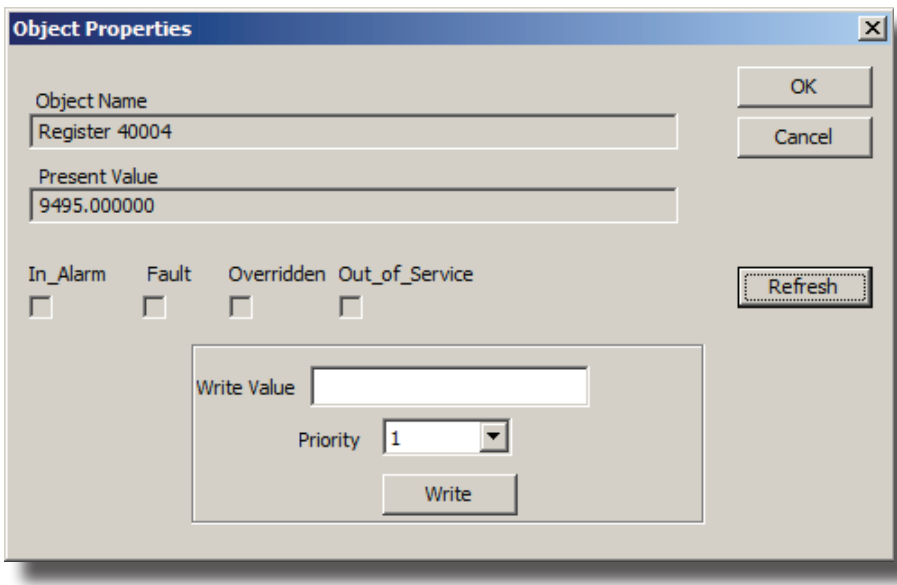 Object Properties
OK
Object Name
Register 40004
Cancel
Present Value
9495.000000
In_Alarm Fault Overridden Out_of_Service
Refresh
Write Value
Priority 1
Write